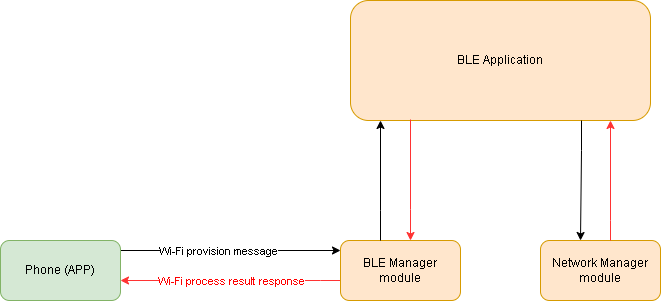 BLE Application
Wi-Fi provision message
Phone (APP)
Wi-Fi process result response
BLE Manager
module
Network Manager
module